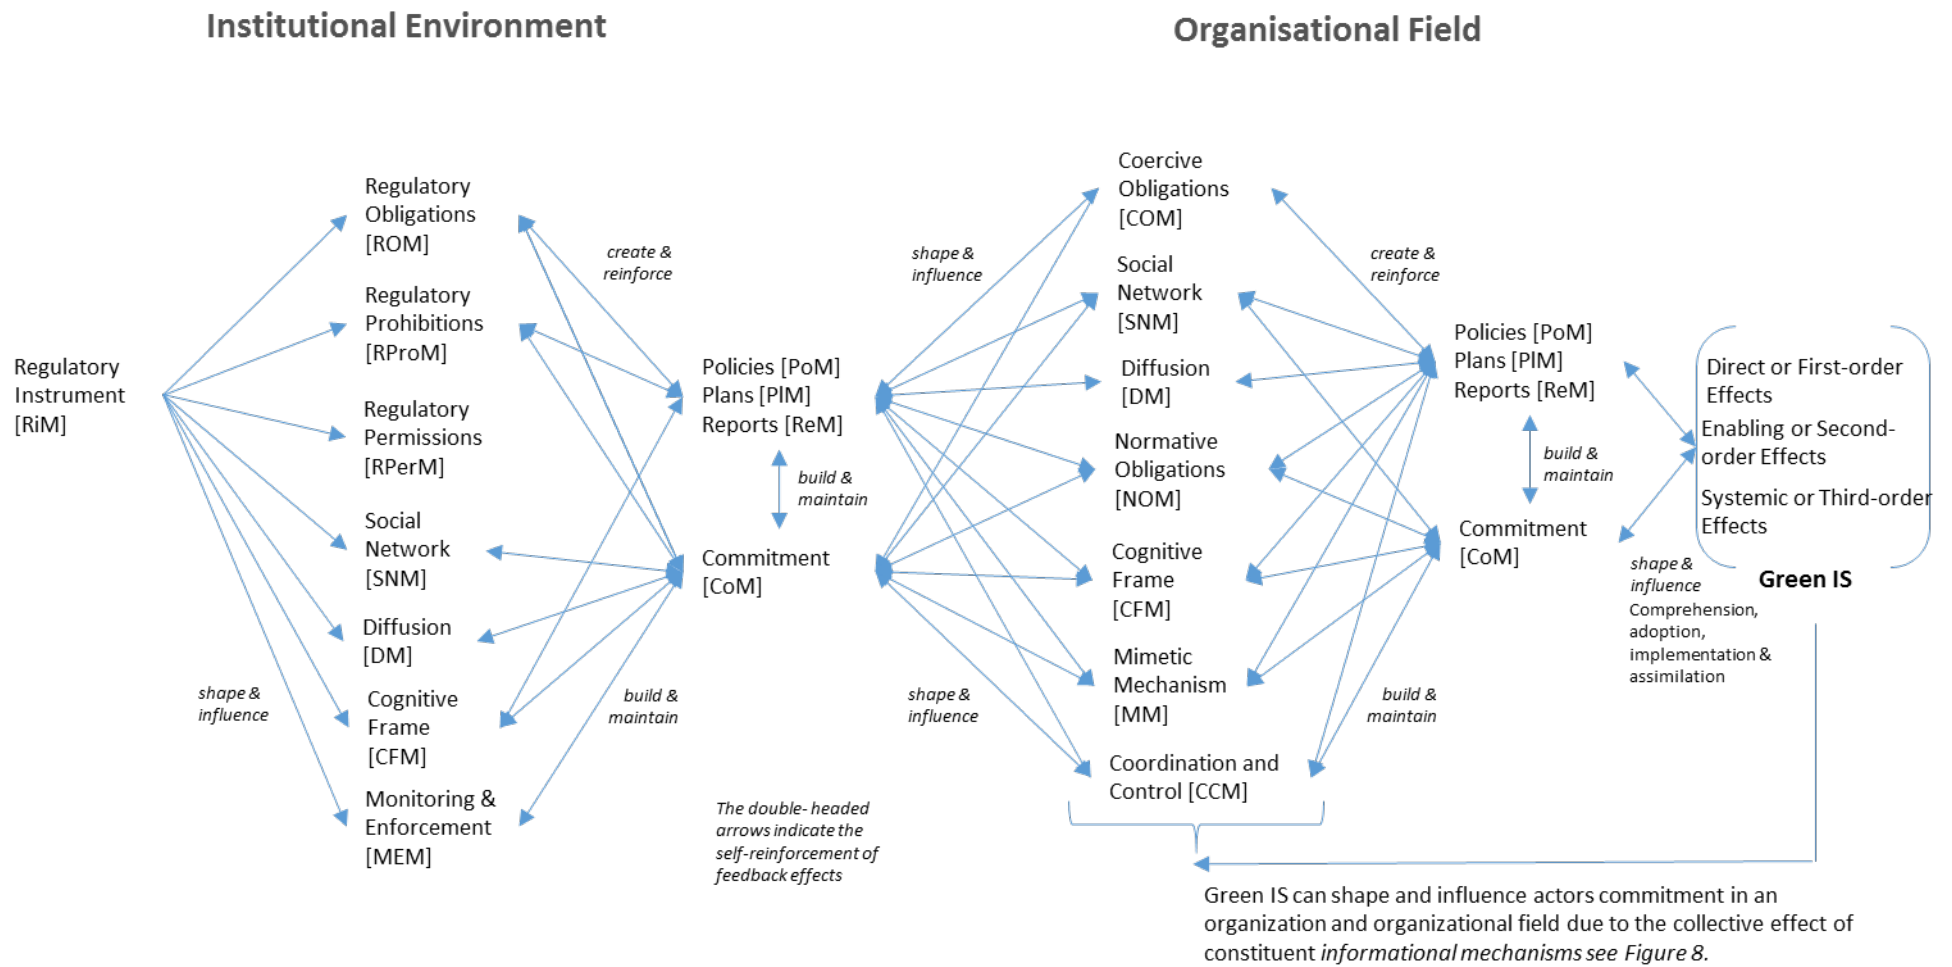 Institutional Environment
Organisational Field
Regulatory
Instrument
[RiM]
Regulatory
Obligations
[ROM]
Regulatory
Prohibitions
[RProM]
Regulatory
Permissions
[RPerM]
Social
Network
[SNM]
Diffusion
[DM]
Cognitive
Frame
[CFM]
Monitoring &
Enforcement
[MEM]
shape &
influence
create &
reinforce
build &
maintain
Policies [PoM]
Plans [PlM]
Reports [ReM]
build &
maintain
Commitment
[CoM]
The double- headed
arrows indicate the
self-reinforcement of
feedback effects
shape &
influence
shape &
influence
Coercive
Obligations
[COM]
Social
Network
[SNM]
Diffusion
[DM]
Normative
Obligations
[NOM]
Cognitive
Frame
[CFM]
Mimetic
Mechanism
[MM]
Coordination and
Control [CCM]
create &
reinforce
build &
maintain
Policies [PoM]
Plans [PlM]
Reports [ReM]
build &
maintain
Commitment
[CoM]
Direct or First-order
Effects
Enabling or Second-
order Effects
Systemic or Third-order
Effects
Green IS
shape &
influence
Comprehension,
adoption,
implementation &
assimilation
Green IS can shape and influence actors commitment in an
organization and organizational field due to the collective effect of
constituent informational mechanisms see Figure 8.